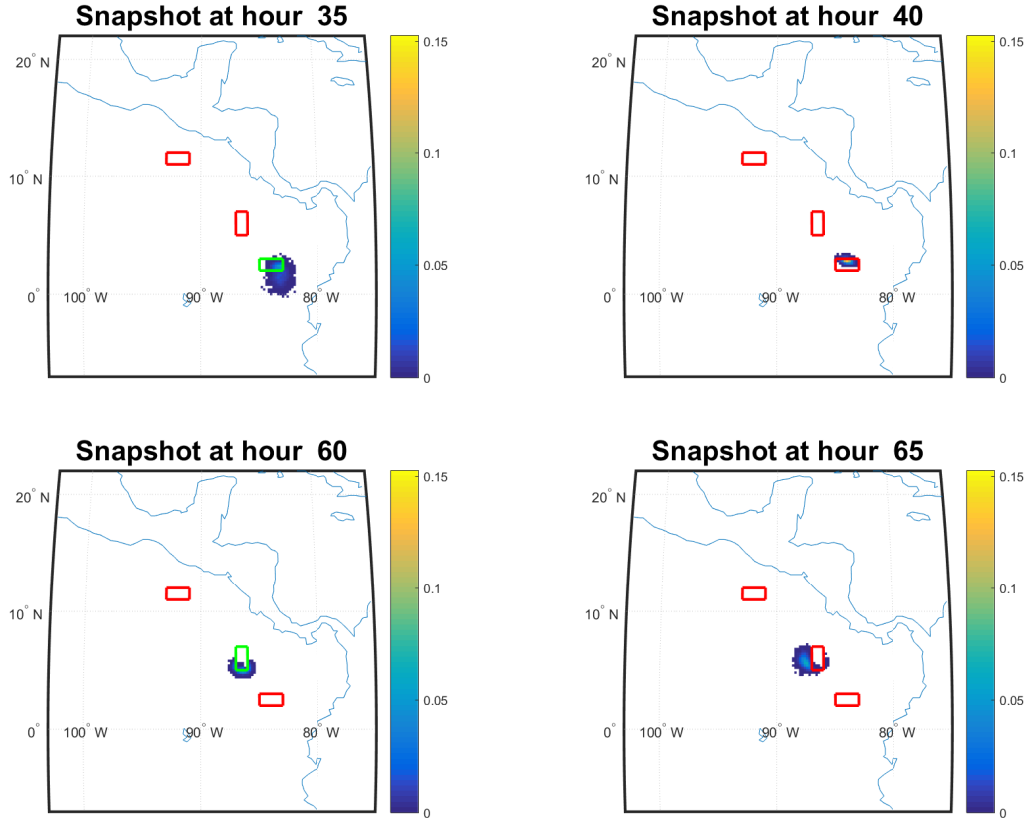 Snapshot at hour 35
20° N
10° N
0°
100° W
90° W
80° W
0.15
0.1
0.05
0
Snapshot at hour 40
20° N
10° N
0°
100° W
90° W
80° W
0.15
0.1
0.05
0
Snapshot at hour 60
20° N
10° N
0°
100° W
90° W
80° W
0.15
0.1
0.05
0
Snapshot at hour 65
20° N
10° N
0°
100° W
90° W
80° W
0.15
0.1
0.05
0